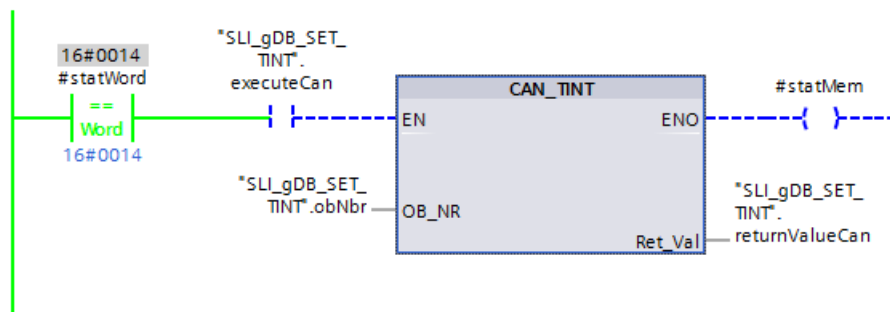 16#0014
#statWord
==
Word
16#0014
"SLI_gDB_SET_
TINT".
executeCan
CAN_TINT
EN
ENO
#statMem
"SLI_gDB_SET_
TINT".obNbr
OB_NR
Ret_Val
"SLI_gDB_SET_
TINT".
returnValueCan